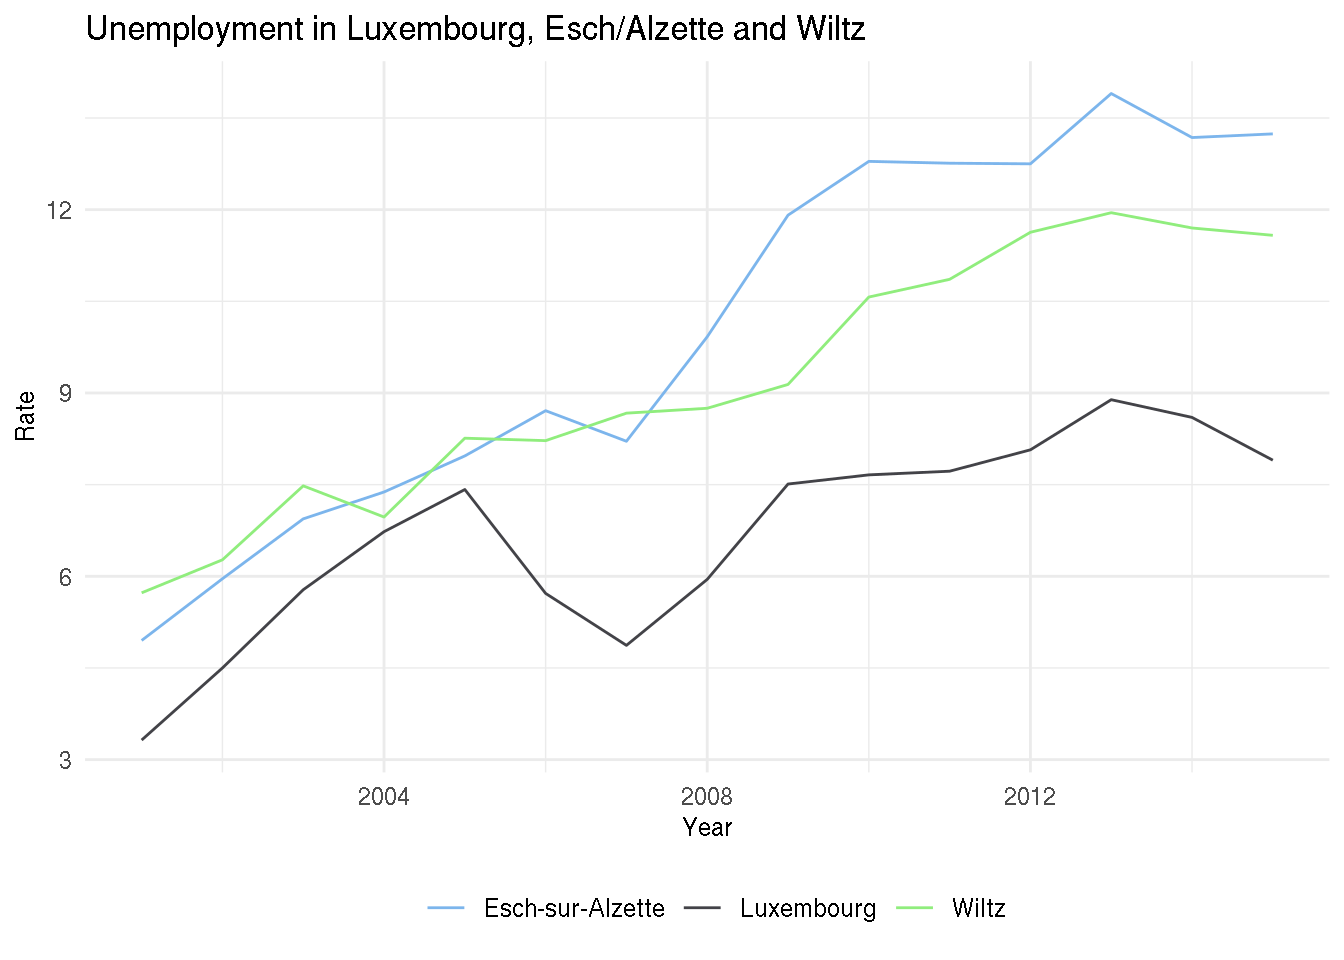 Unemployment in Luxembourg, Esch/Alzette and Wiltz
12
9
6
3
Rate
2004 2008 2012
Year
Esch-sur-Alzette Luxembourg Wiltz